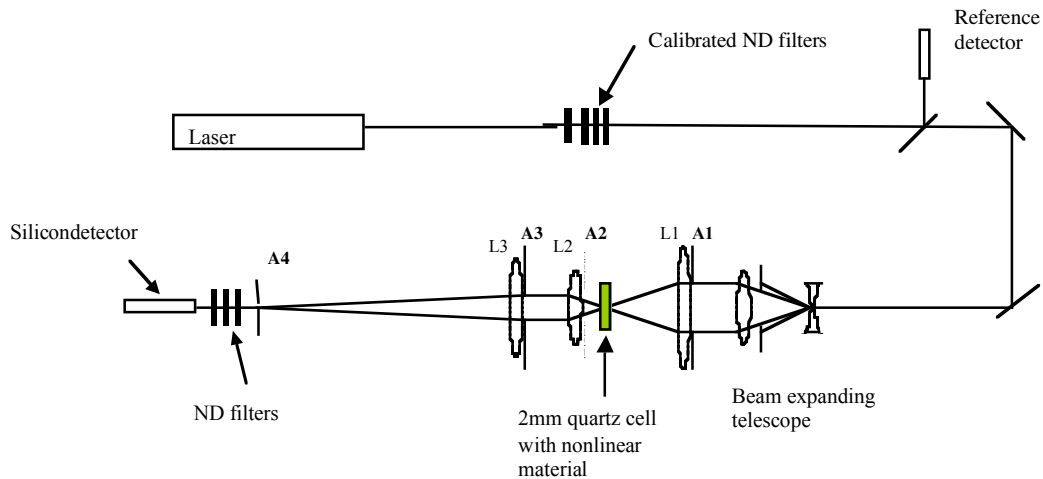 Reference
detector
Calibrated ND filters
Laser
Silicondetector
A4
L3
A3
L2
A2
L1
A1
ND filters
2mm quartz cell
with nonlinear
material
Beam expanding
telescope